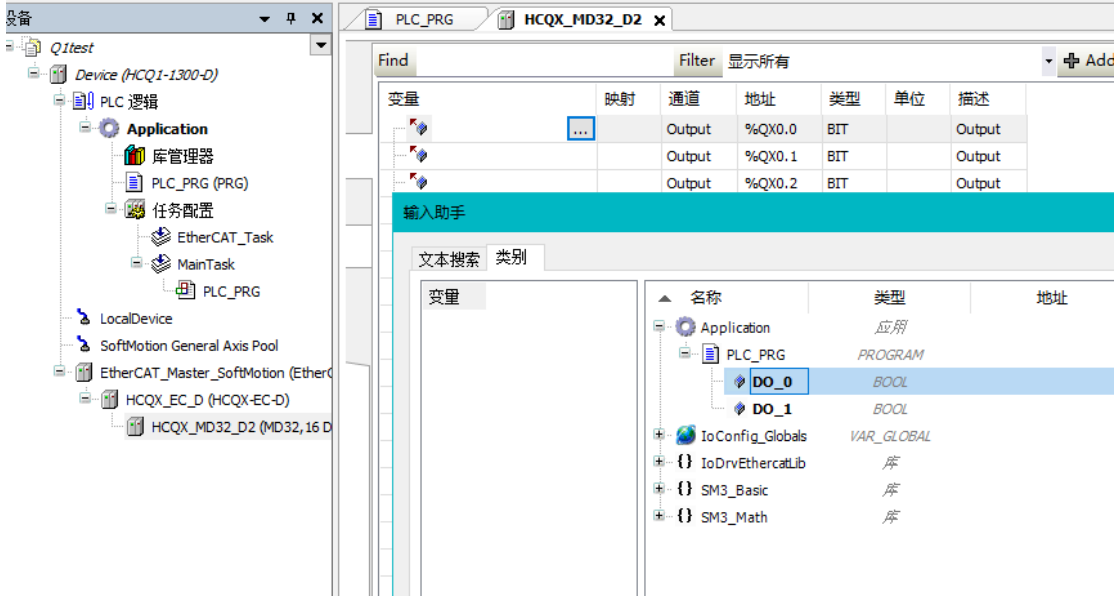 设备
PLC_PRG
HCQX_MD32_D2
Q1test
Device (HCQ1-1300-D)
PLC 逻辑
Application
库管理器
PLC_PRG (PRG)
任务配置
EtherCAT_Task
MainTask
PLC_PRG
LocalDevice
SoftMotion General Axis Pool
EtherCAT_Master_SoftMotion (Ether
HCQX_EC_D (HCQX-EC-D)
HCQX_MD32_D2 (MD32,16 D
Find Filter 显示所有 Add
变量 映射 通道 地址 类型 单位 描述
... Output %QX0.0 BIT Output
Output %QX0.1 BIT Output
Output %QX0.2 BIT Output
输入助手
文本搜索 类别
变量
名称 类型 地址
Application 应用
PLC_PRG PROGRAM
DO_0 BOOL
DO_1 BOOL
IoConfig_Globals VAR_GLOBAL
{} IoDrvEthercatLib 库
{} SM3_Basic 库
{} SM3_Math 库